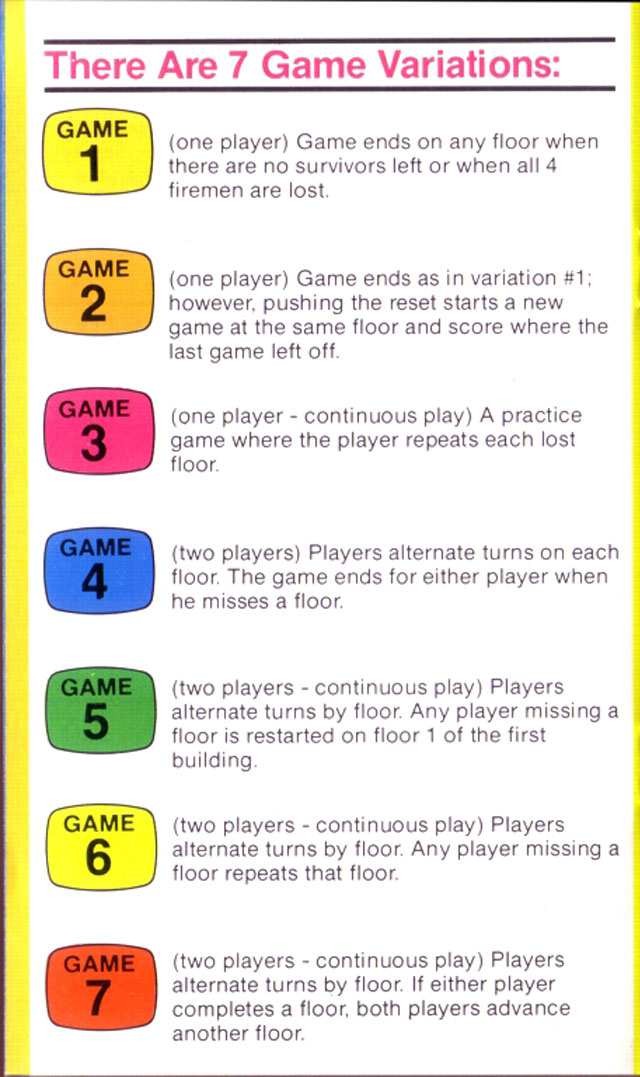 There Are 7 Game Variations:
GAME
1
(one player) Game ends on any floor when
there are no survivors left or when all 4
firemen are lost.
GAME
2
(one player) Game ends as in variation #1;
however, pushing the reset starts a new
game at the same floor and score where the
last game left off.
GAME
3
(one player - continuous play) A practice
game where the player repeats each lost
floor.
GAME
4
(two players) Players alternate turns on each
floor. The game ends for either player when
he misses a floor.
GAME
5
(two players - continuous play) Players
alternate turns by floor. Any player missing a
floor is restarted on floor 1 of the first
building.
GAME
6
(two players - continuous play) Players
alternate turns by floor. Any player missing a
floor repeats that floor.
GAME
7
(two players - continuous play) Players
alternate turns by floor. If either player
completes a floor, both players advance
another floor.